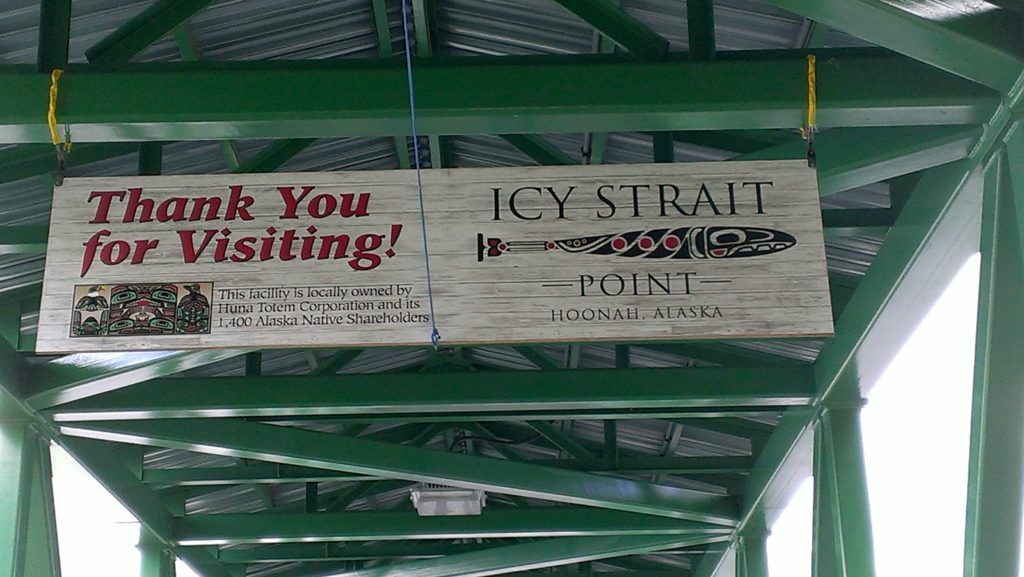 Thank You
for Visiting!
This facility is locally owned by
Huna Totem Corporation and its
1,400 Alaska Native Shareholders
ICY STRAIT
—POINT—
HOONAH, ALASKA